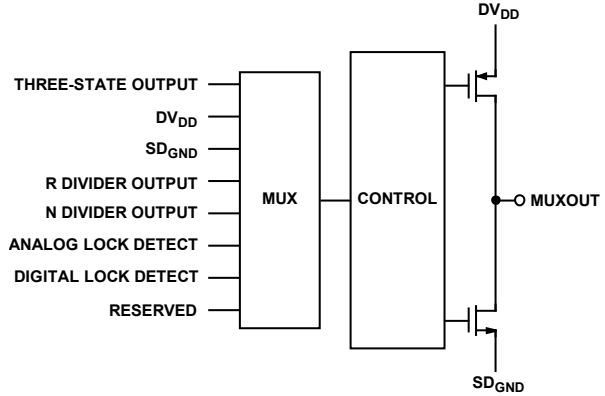 DVDD
THREE-STATE OUTPUT
DVDD
SDGND
R DIVIDER OUTPUT
N DIVIDER OUTPUT
ANALOG LOCK DETECT
DIGITAL LOCK DETECT
RESERVED
MUX
CONTROL
MUXOUT
SDGND